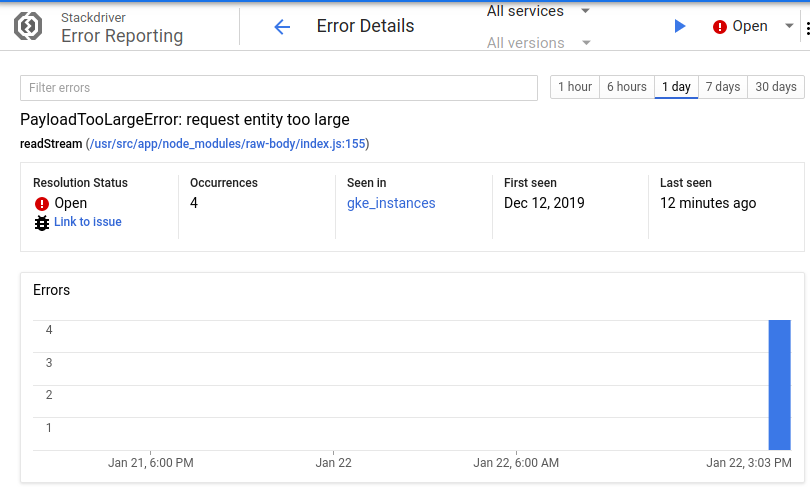 Stackdriver
Error Reporting
Error Details
All services
All versions
Open
Filter errors
1 hour
6 hours
1 day
7 days
30 days
PayloadTooLargeError: request entity too large
readStream (/usr/src/app/node_modules/raw-body/index.js:155)
Resolution Status
Open
Link to issue
Occurrences
4
Seen in
gke_instances
First seen
Dec 12, 2019
Last seen
12 minutes ago
Errors
4
3
2
1
Jan 21, 6:00 PM
Jan 22
Jan 22, 6:00 AM
Jan 22, 3:03 PM